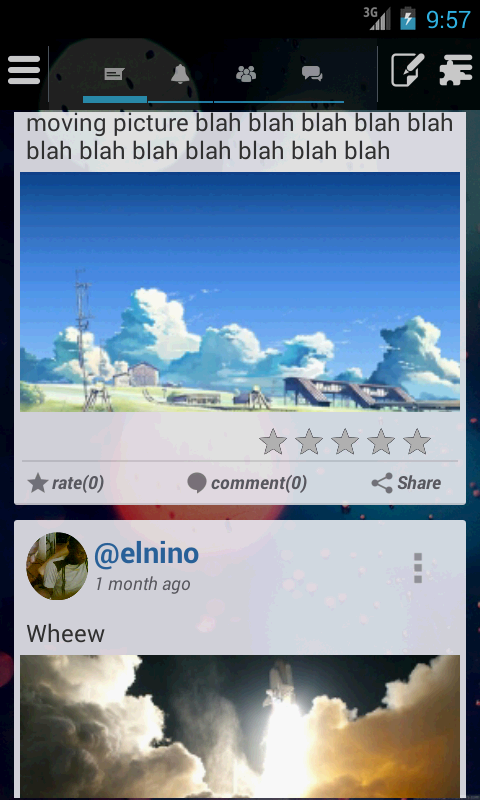 3G 9:57
moving picture blah blah blah blah blah
blah blah blah blah blah blah blah
rate(0) comment(0) Share
@elnino
1 month ago
Wheew